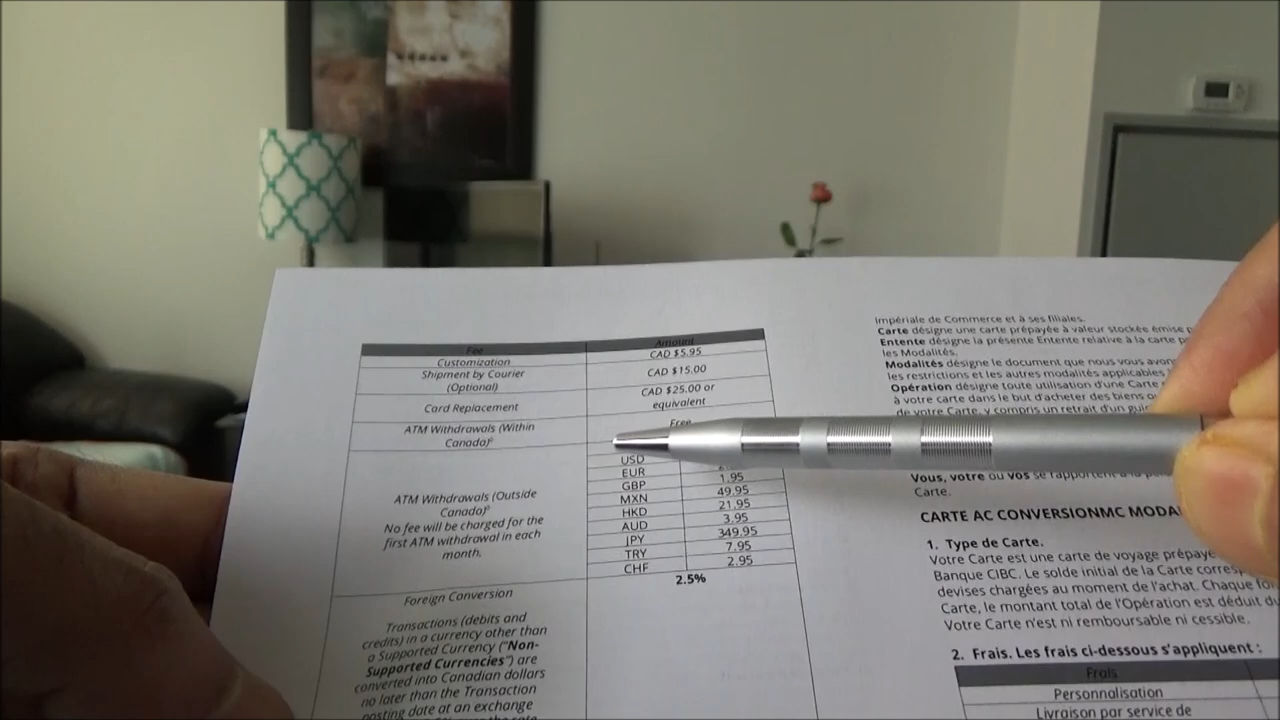 Fee Amount
Customization CAD $5.95
Shipment by Courier
(Optional) CAD $15.00
Card Replacement CAD $25.00 or
equivalent
ATM Withdrawals (Within
Canada)⁵ Free
ATM Withdrawals (Outside
Canada)⁵
No fee will be charged for the
first ATM withdrawal in each
month.
USD
EUR
GBP 1.95
MXN 49.95
HKD 21.95
AUD 3.95
JPY 349.95
TRY 7.95
CHF 2.95
Foreign Conversion 2.5%
Transactions (debits and
credits) in a currency other than
a Supported Currency ("Non-
Supported Currencies") are
converted into Canadian dollars
no later than the Transaction
posting date at an exchange
Impériale de Commerce et à ses filiales.
Carte désigne une carte prépayée à valeur stockée émise
Entente désigne la présente Entente relative à la carte
les Modalités.
Modalités désigne le document que nous vous
les restrictions et les autres modalités applicables
Opération désigne toute utilisation d'une Carte
à votre carte dans le but d'acheter des biens
de votre Carte, y compris un retrait d'un
Vous, votre ou vos se rapportent à la
Carte.
CARTE AC CONVERSIONMC
1. Type de Carte.
Votre Carte est une carte de voyage
Banque CIBC. Le solde initial de la Carte
devises chargées au moment de l'achat. Chaque
Carte, le montant total de l'Opération est déduit
Votre Carte n'est ni remboursable ni cessible.
2. Frais. Les frais ci-dessous s'appliquent :
Frais
Personnalisation
Livraison par service de